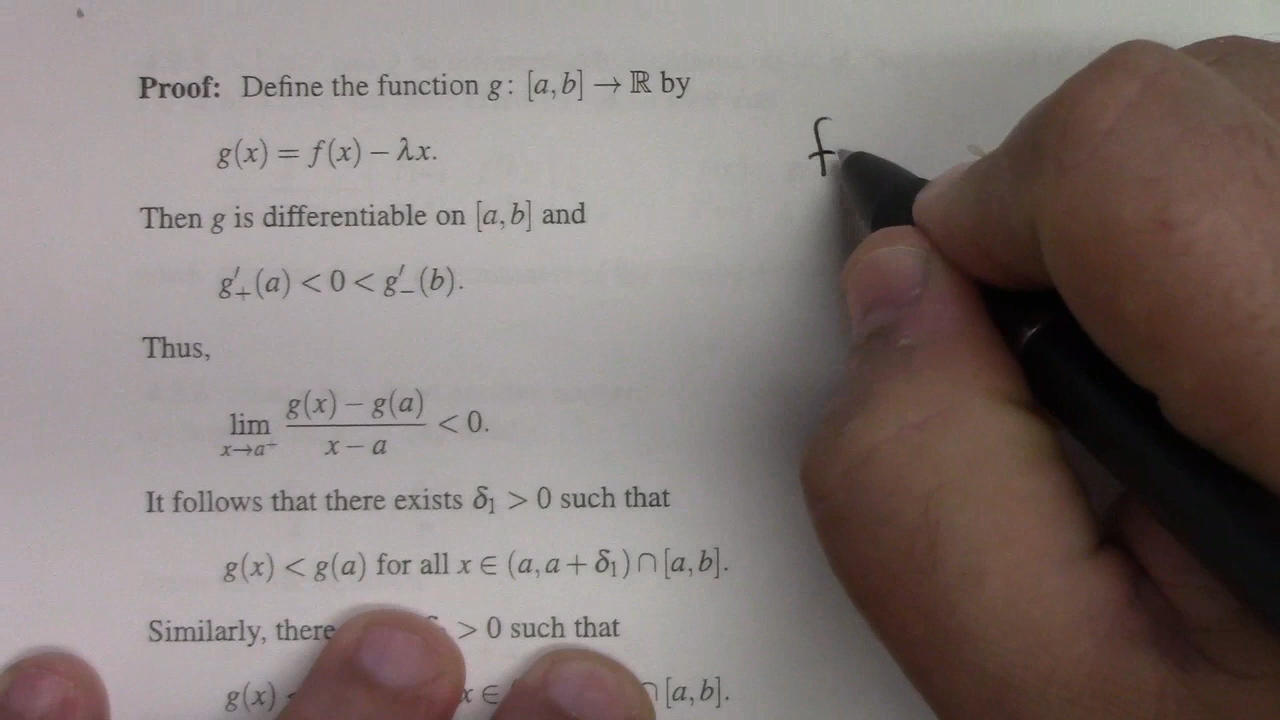 Proof: Define the function g: [a,b] → ℝ by
f
g(x) = f(x) − λx.
Then g is differentiable on [a,b] and
g′₊(a) < 0 < g′₋(b).
Thus,
lim x→a⁺ (g(x) − g(a))/(x − a) < 0.
It follows that there exists δ₁ > 0 such that
g(x) < g(a) for all x ∈ (a, a + δ₁) ∩ [a,b].
Similarly, there > 0 such that
g(x) x ∈ ∩ [a,b].